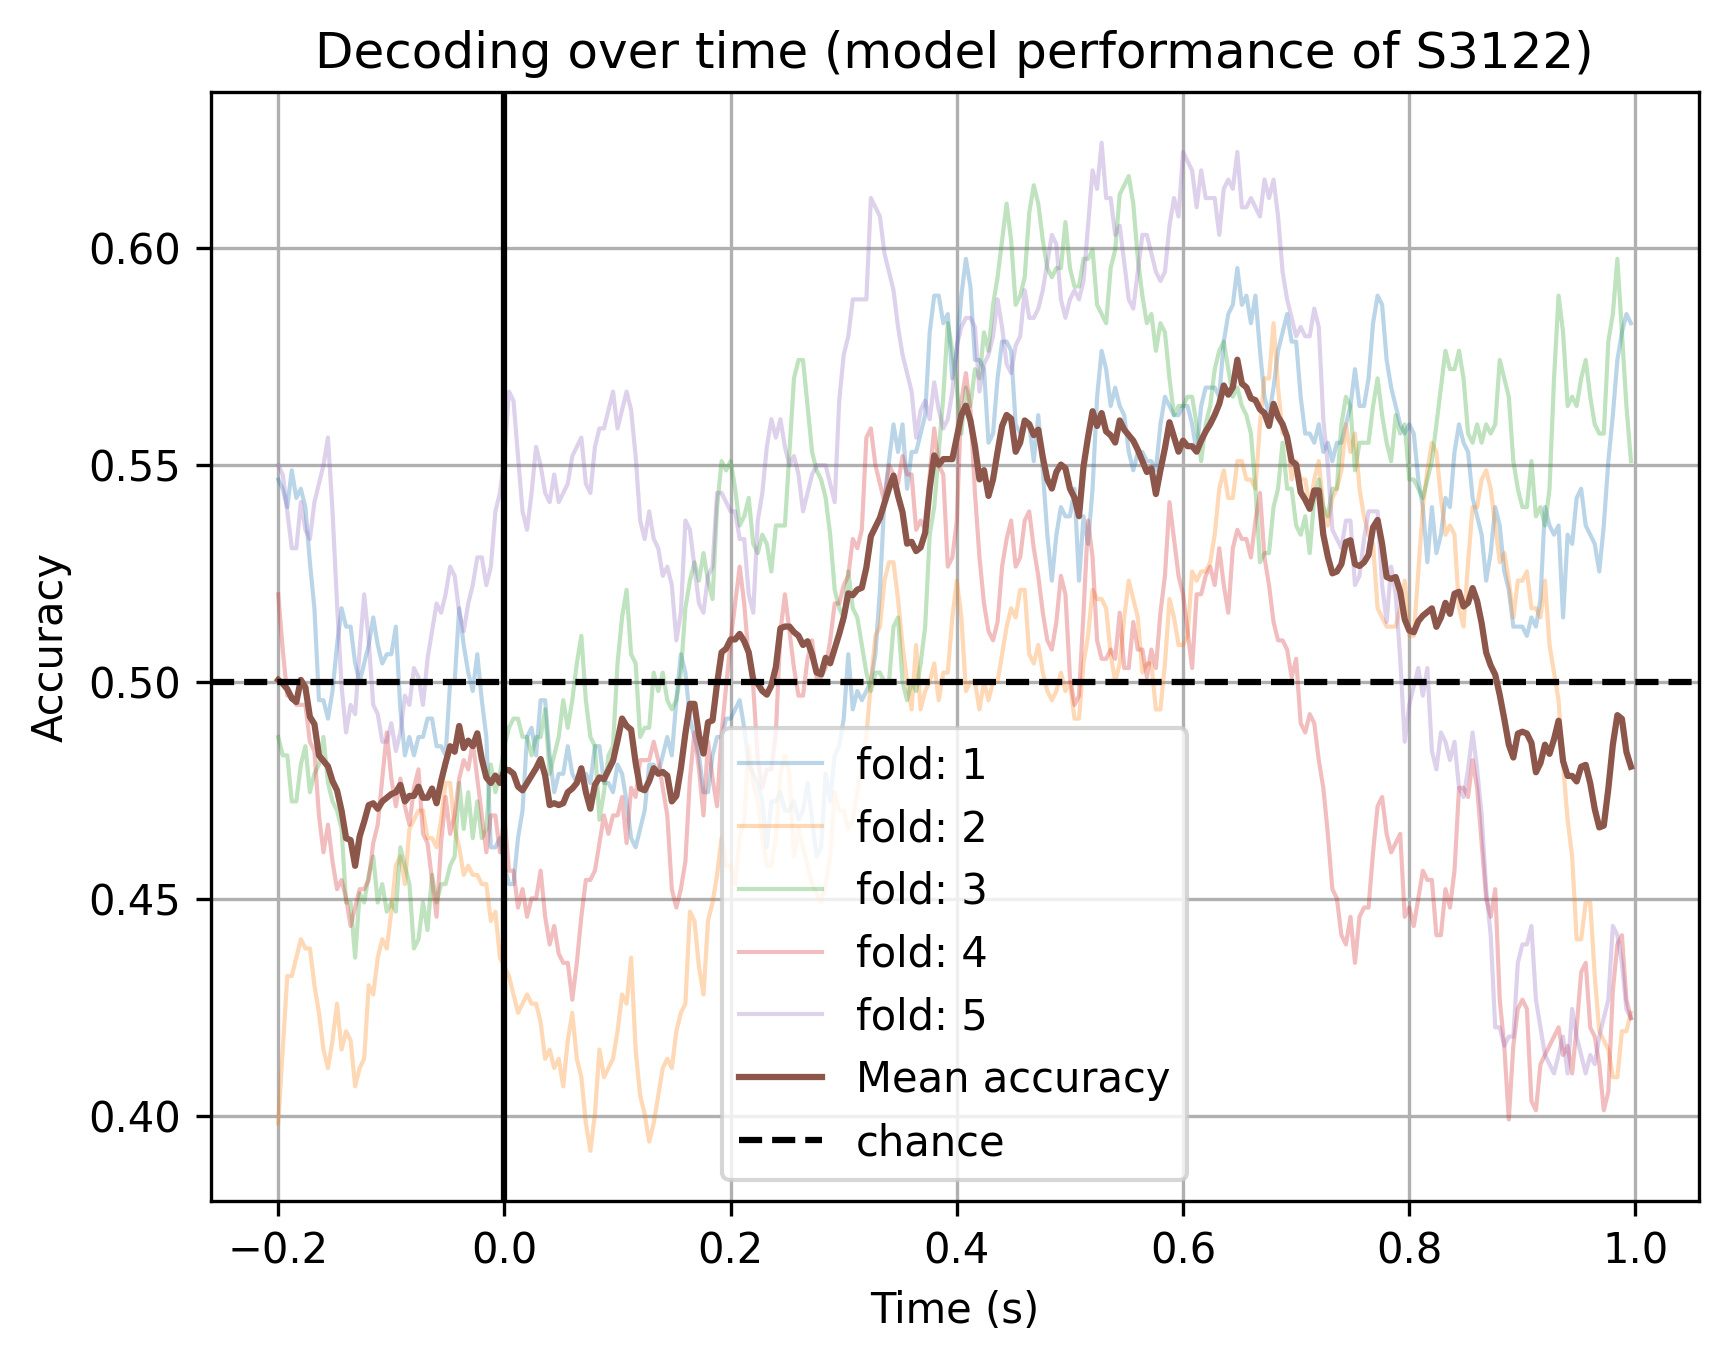 Decoding over time (model performance of S3122)
Accuracy
0.60
0.55
0.50
0.45
0.40
fold: 1
fold: 2
fold: 3
fold: 4
fold: 5
Mean accuracy
chance
−0.2 0.0 0.2 0.4 0.6 0.8 1.0
Time (s)